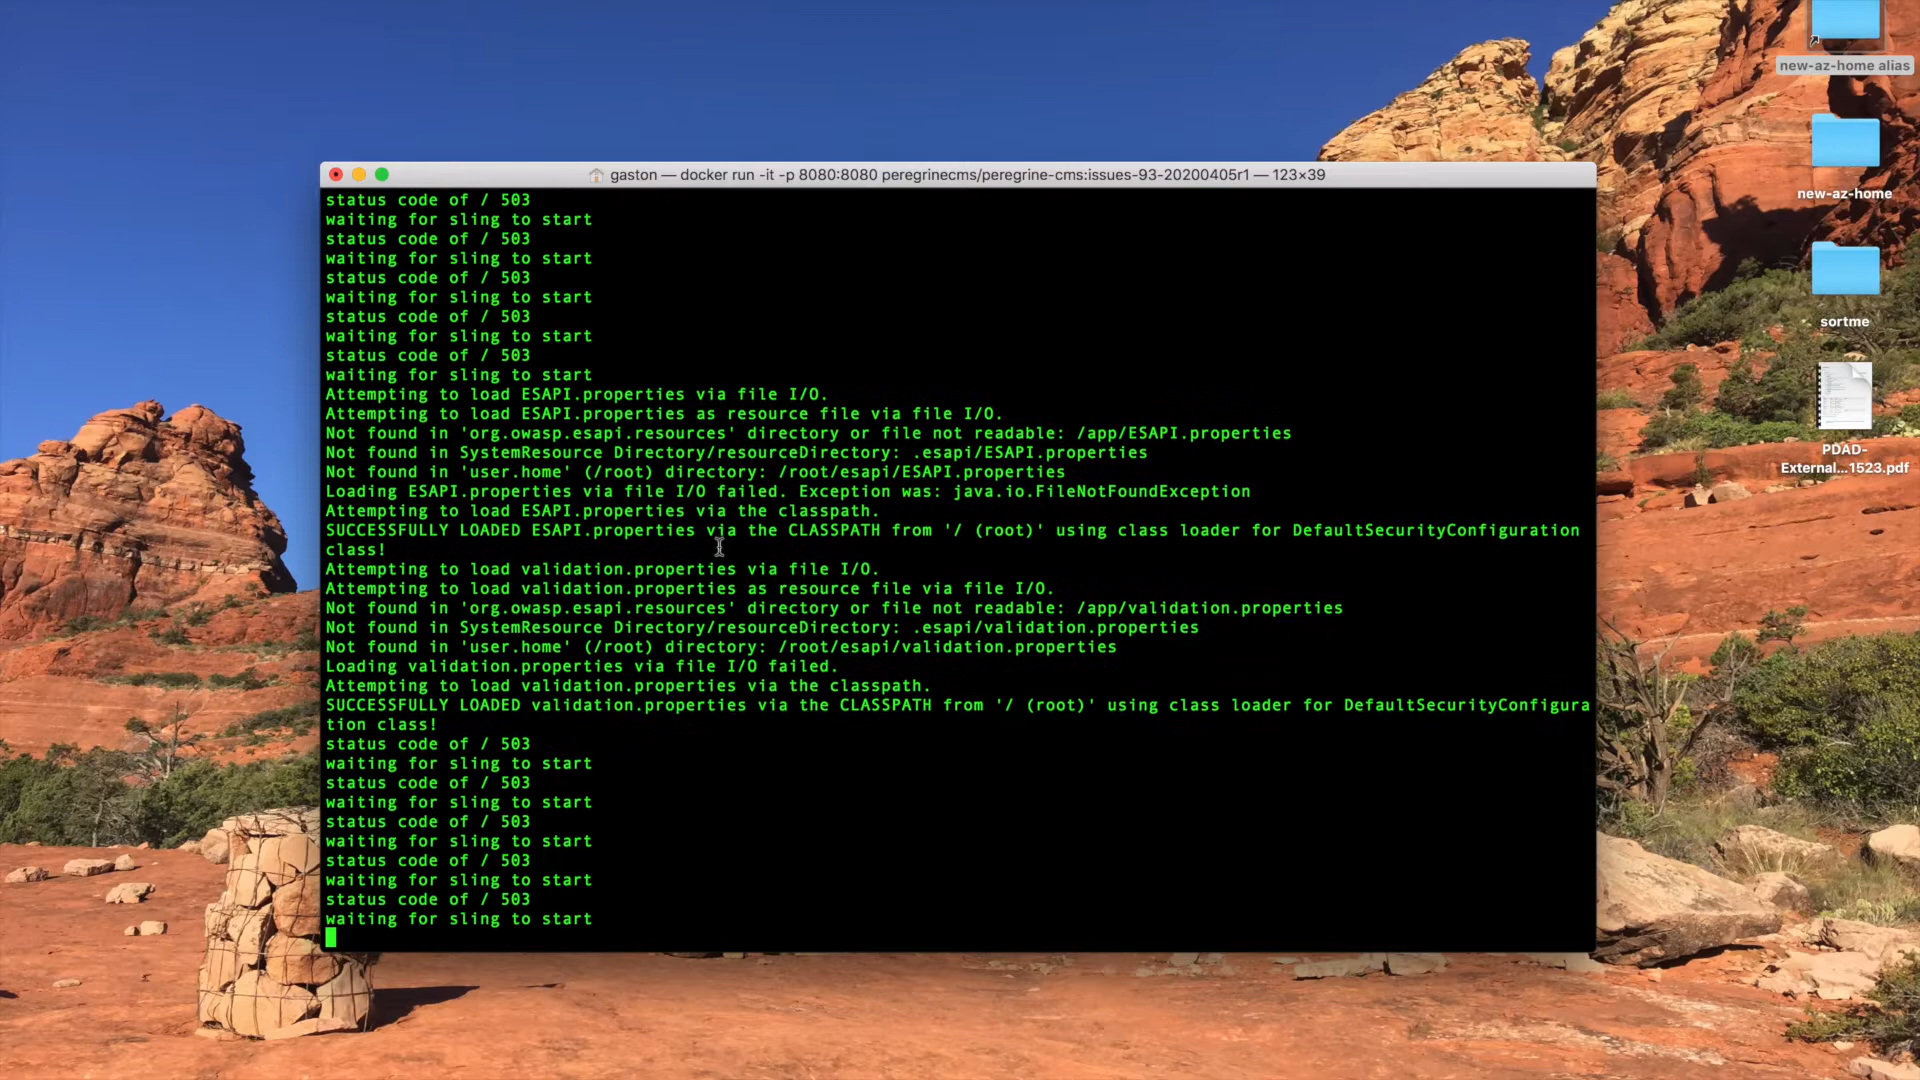 new-az-home alias
gaston — docker run -it -p 8080:8080 peregrinecms/peregrine-cms:issues-93-20200405r1 — 123×39
new-az-home
status code of / 503
waiting for sling to start
status code of / 503
waiting for sling to start
status code of / 503
waiting for sling to start
status code of / 503
waiting for sling to start
status code of / 503
waiting for sling to start
Attempting to load ESAPI.properties via file I/O.
Attempting to load ESAPI.properties as resource file via file I/O.
Not found in 'org.owasp.esapi.resources' directory or file not readable: /app/ESAPI.properties
Not found in SystemResource Directory/resourceDirectory: .esapi/ESAPI.properties
Not found in 'user.home' (/root) directory: /root/esapi/ESAPI.properties
Loading ESAPI.properties via file I/O failed. Exception was: java.io.FileNotFoundException
Attempting to load ESAPI.properties via the classpath.
SUCCESSFULLY LOADED ESAPI.properties via the CLASSPATH from '/ (root)' using class loader for DefaultSecurityConfiguration
class!
Attempting to load validation.properties via file I/O.
Attempting to load validation.properties as resource file via file I/O.
Not found in 'org.owasp.esapi.resources' directory or file not readable: /app/validation.properties
Not found in SystemResource Directory/resourceDirectory: .esapi/validation.properties
Not found in 'user.home' (/root) directory: /root/esapi/validation.properties
Loading validation.properties via file I/O failed.
Attempting to load validation.properties via the classpath.
SUCCESSFULLY LOADED validation.properties via the CLASSPATH from '/ (root)' using class loader for DefaultSecurityConfigura
tion class!
status code of / 503
waiting for sling to start
status code of / 503
waiting for sling to start
status code of / 503
waiting for sling to start
status code of / 503
waiting for sling to start
status code of / 503
waiting for sling to start
sortme
PDAD-
External...1523.pdf